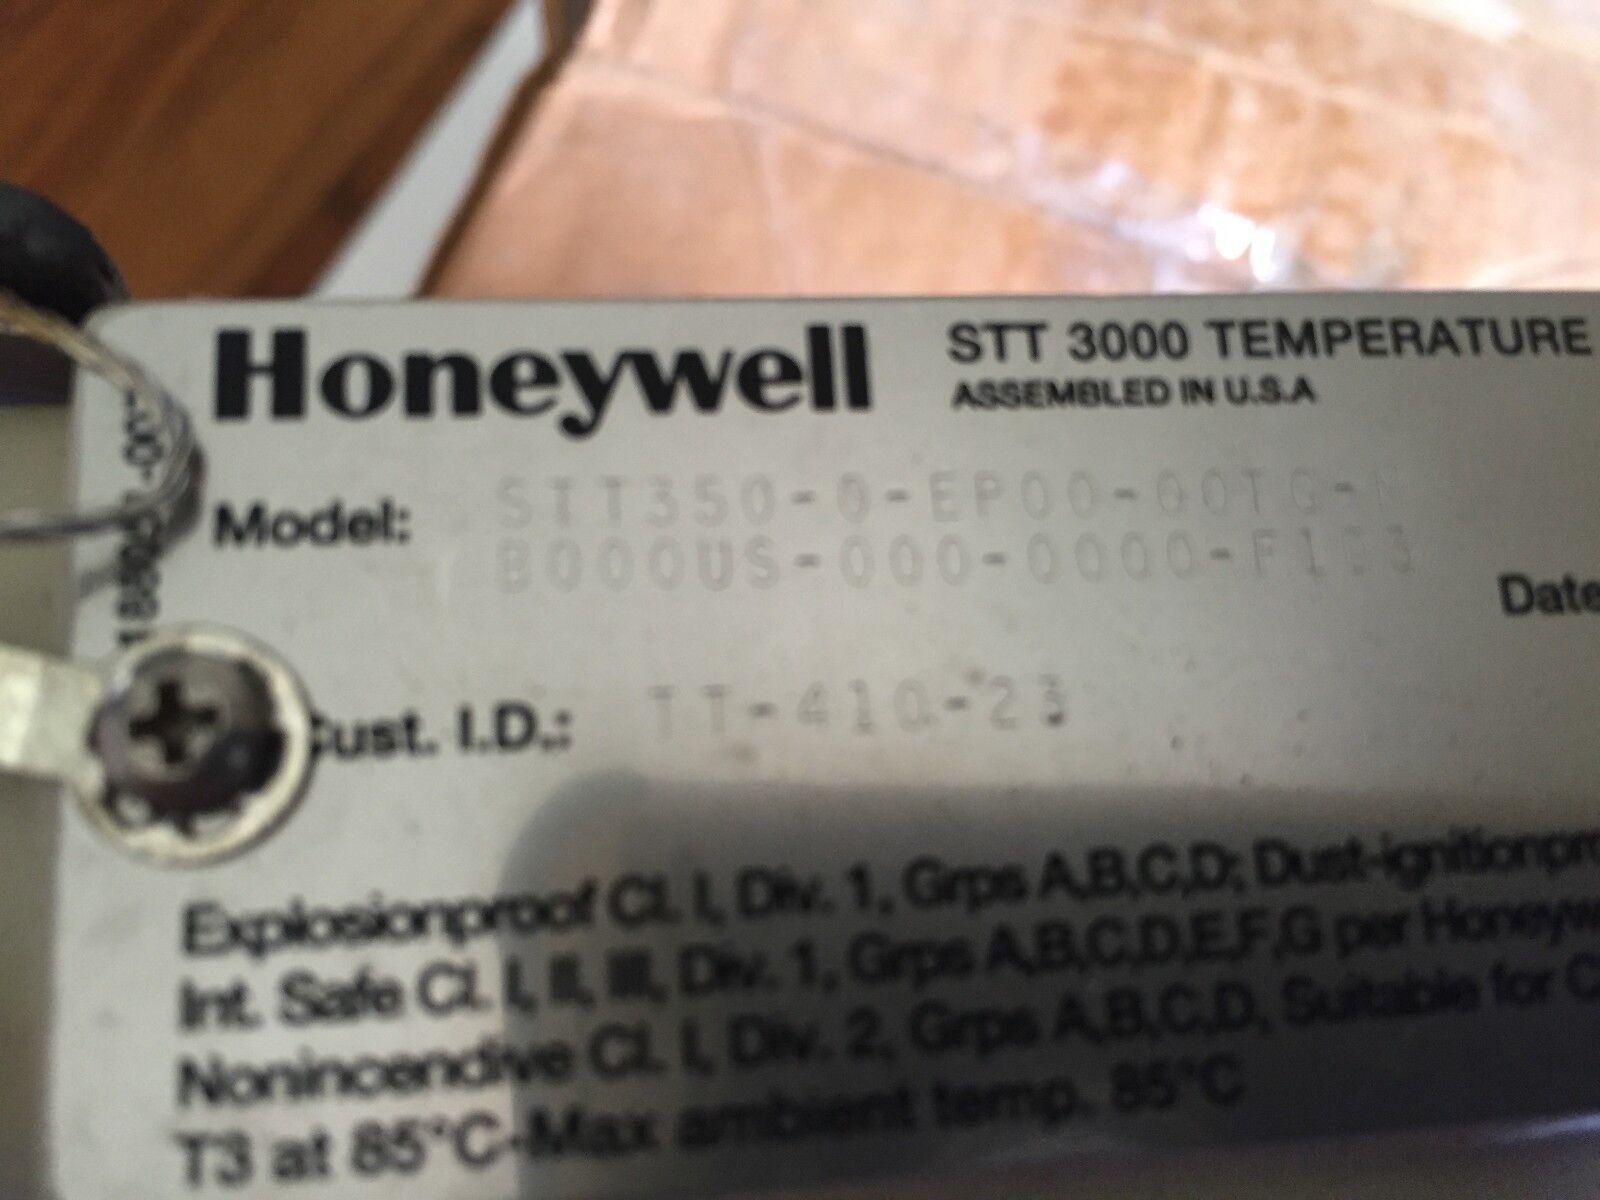 Honeywell
STT 3000 TEMPERATURE
ASSEMBLED IN U.S.A
Model: STT350-0-EP00-00TG-
B000US-000-0000-
Date
Cust. I.D.: TT-410-23
Explosionproof Cl. I, Div. 1, Grps A,B,C,D; Dust-ignitionpro
Int. Safe Cl. I, II, III, Div. 1, Grps A,B,C,D,E,F,G per Honeyw
Nonincendive Cl. I, Div. 2, Grps A,B,C,D, Suitable for C
T3 at 85°C-Max ambient temp. 85°C